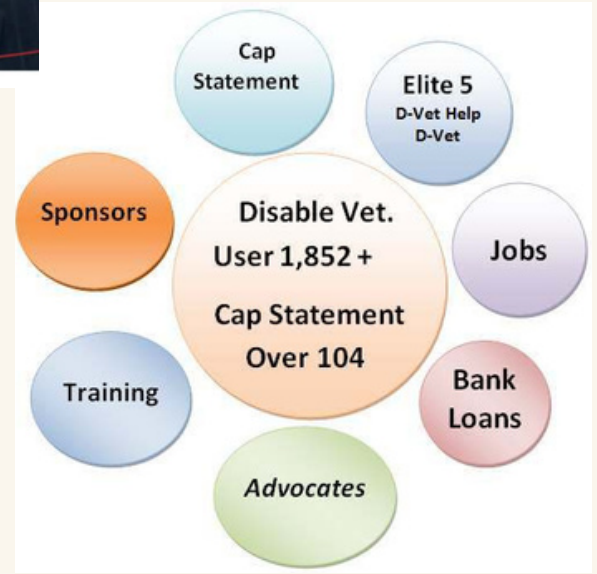 Cap
Statement
Elite 5
D-Vet Help
D-Vet
Sponsors
Disable Vet.
User 1,852 +
Cap Statement
Over 104
Jobs
Training
Bank
Loans
Advocates